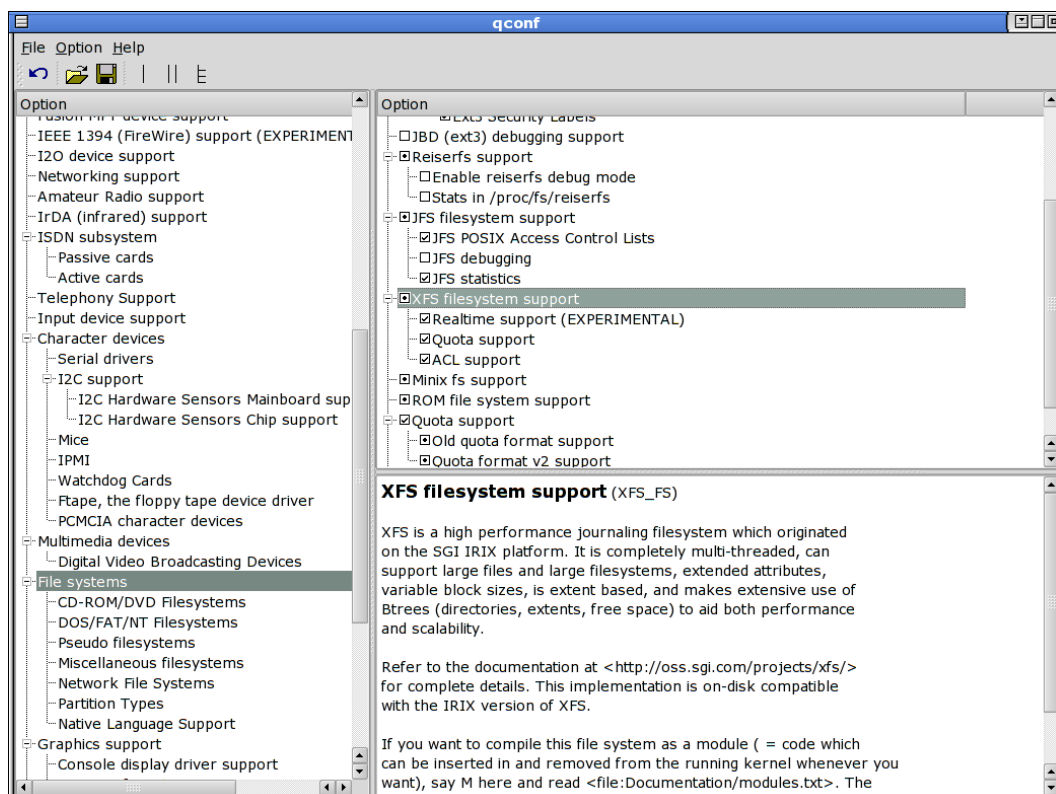 qconf
File Option Help
Option
Fusion MPT device support
IEEE 1394 (FireWire) support (EXPERIMENT
I2O device support
Networking support
Amateur Radio support
IrDA (infrared) support
ISDN subsystem
Passive cards
Active cards
Telephony Support
Input device support
Character devices
Serial drivers
I2C support
I2C Hardware Sensors Mainboard sup
I2C Hardware Sensors Chip support
Mice
IPMI
Watchdog Cards
Ftape, the floppy tape device driver
PCMCIA character devices
Multimedia devices
Digital Video Broadcasting Devices
File systems
CD-ROM/DVD Filesystems
DOS/FAT/NT Filesystems
Pseudo filesystems
Miscellaneous filesystems
Network File Systems
Partition Types
Native Language Support
Graphics support
Console display driver support
Option
Ext3 Security Labels
JBD (ext3) debugging support
Reiserfs support
Enable reiserfs debug mode
Stats in /proc/fs/reiserfs
JFS filesystem support
JFS POSIX Access Control Lists
JFS debugging
JFS statistics
XFS filesystem support
Realtime support (EXPERIMENTAL)
Quota support
ACL support
Minix fs support
ROM file system support
Quota support
Old quota format support
Quota format v2 support
XFS filesystem support (XFS_FS)
XFS is a high performance journaling filesystem which originated
on the SGI IRIX platform. It is completely multi-threaded, can
support large files and large filesystems, extended attributes,
variable block sizes, is extent based, and makes extensive use of
Btrees (directories, extents, free space) to aid both performance
and scalability.
Refer to the documentation at <http://oss.sgi.com/projects/xfs/>
for complete details. This implementation is on-disk compatible
with the IRIX version of XFS.
If you want to compile this file system as a module ( = code which
can be inserted in and removed from the running kernel whenever you
want), say M here and read <file:Documentation/modules.txt>. The